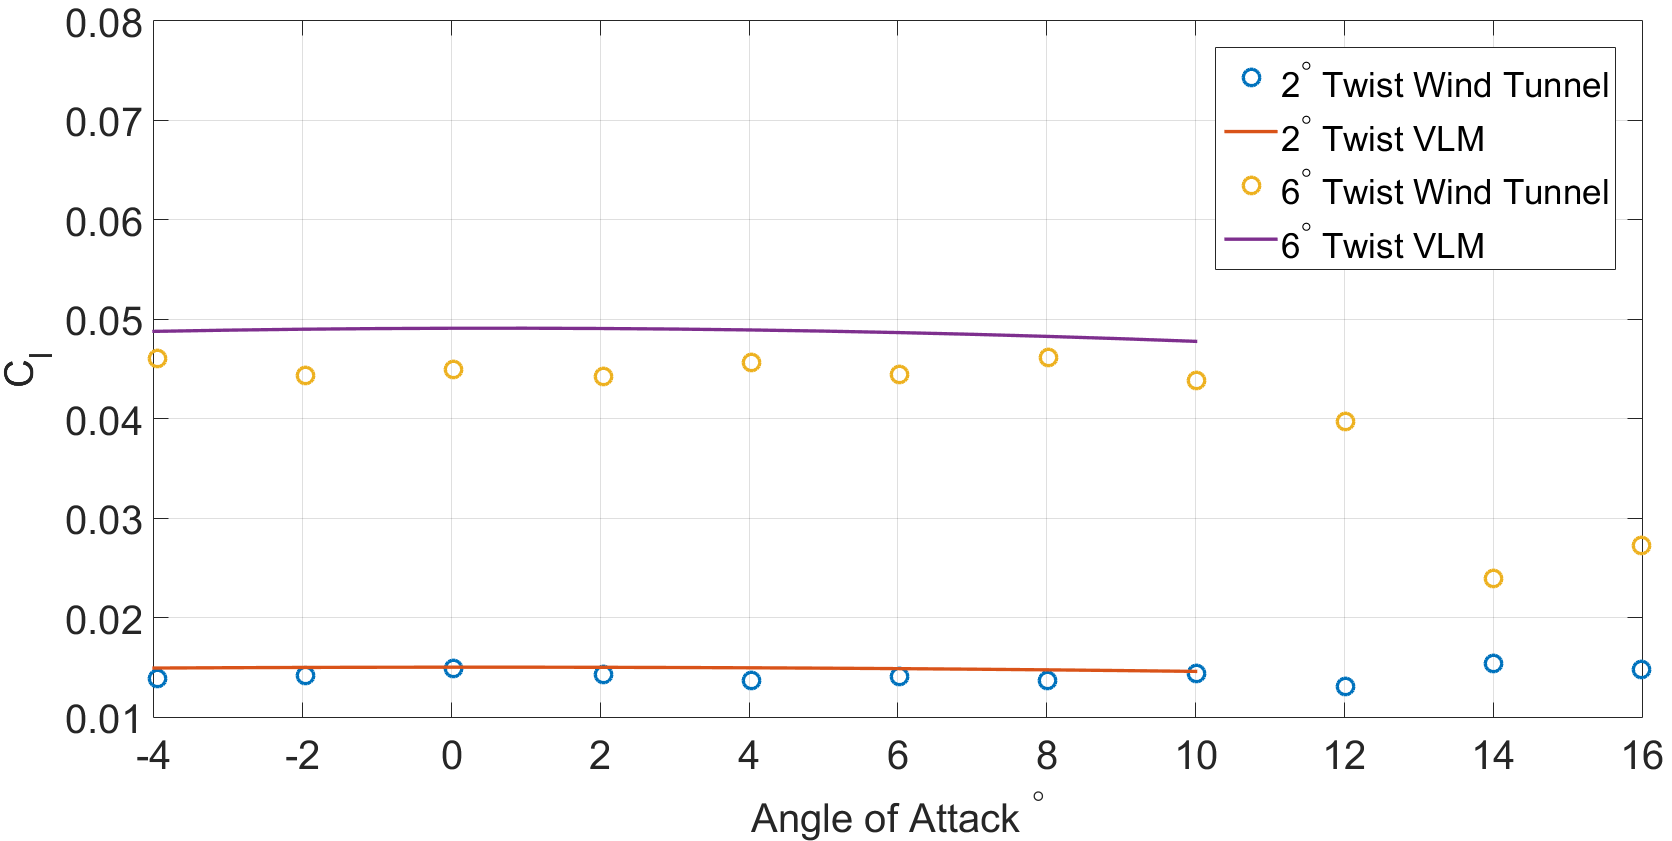 0.08
0.07
0.06
0.05
0.04
0.03
0.02
0.01
C_l
-4 -2 0 2 4 6 8 10 12 14 16
Angle of Attack °
2° Twist Wind Tunnel
2° Twist VLM
6° Twist Wind Tunnel
6° Twist VLM